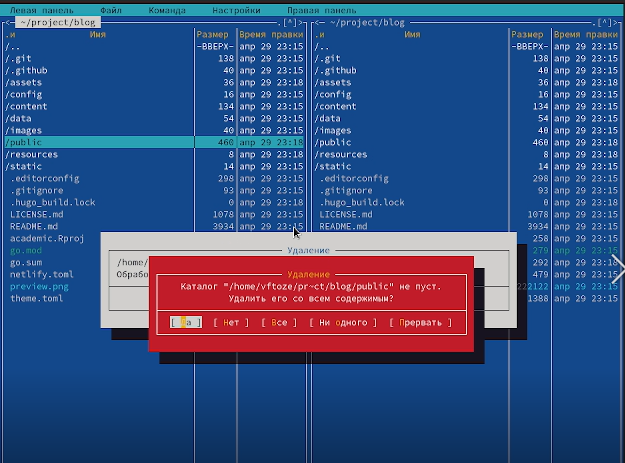 Левая панель Файл Команда Настройки Правая панель
<─ ~/project/blog .[^]> <─ ~/project/blog .[^]>
.и Имя Размер Время правки .и Имя Размер Время правки
/.. -ВВЕРХ- апр 29 23:15 /.. -ВВЕРХ- апр 29 23:15
/.git 138 апр 29 23:15 /.git 138 апр 29 23:15
/.github 40 апр 29 23:15 /.github 40 апр 29 23:15
/assets 36 апр 29 23:18 /assets 36 апр 29 23:18
/config 16 апр 29 23:15 /config 16 апр 29 23:15
/content 134 апр 29 23:15 /content 134 апр 29 23:15
/data 54 апр 29 23:15 /data 54 апр 29 23:15
/images 40 апр 29 23:15 /images 40 апр 29 23:15
/public 460 апр 29 23:18 /public 460 апр 29 23:18
/resources 8 апр 29 23:18 /resources 8 апр 29 23:18
/static 14 апр 29 23:15 /static 14 апр 29 23:15
.editorconfig 298 апр 29 23:15 .editorconfig 298 апр 29 23:15
.gitignore 93 апр 29 23:15 .gitignore 93 апр 29 23:15
.hugo_build.lock 0 апр 29 23:18 .hugo_build.lock 0 апр 29 23:18
LICENSE.md 1078 апр 29 23:15 LICENSE.md 1078 апр 29 23:15
README.md 3934 апр 29 23:15 README.md 3934 апр 29 23:15
academic.Rproj 258 апр 29 23:15
go.mod Удаление 279 апр 29 23:15
go.sum /home/ 292 апр 29 23:18
netlify.toml Обрабо 479 апр 29 23:15
preview.png 222122 апр 29 23:15
theme.toml 1388 апр 29 23:15
Удаление
Каталог "/home/vftoze/pr~ct/blog/public" не пуст.
Удалить его со всем содержимым?
[ Да ] [ Нет ] [ Все ] [ Ни одного ] [ Прервать ]